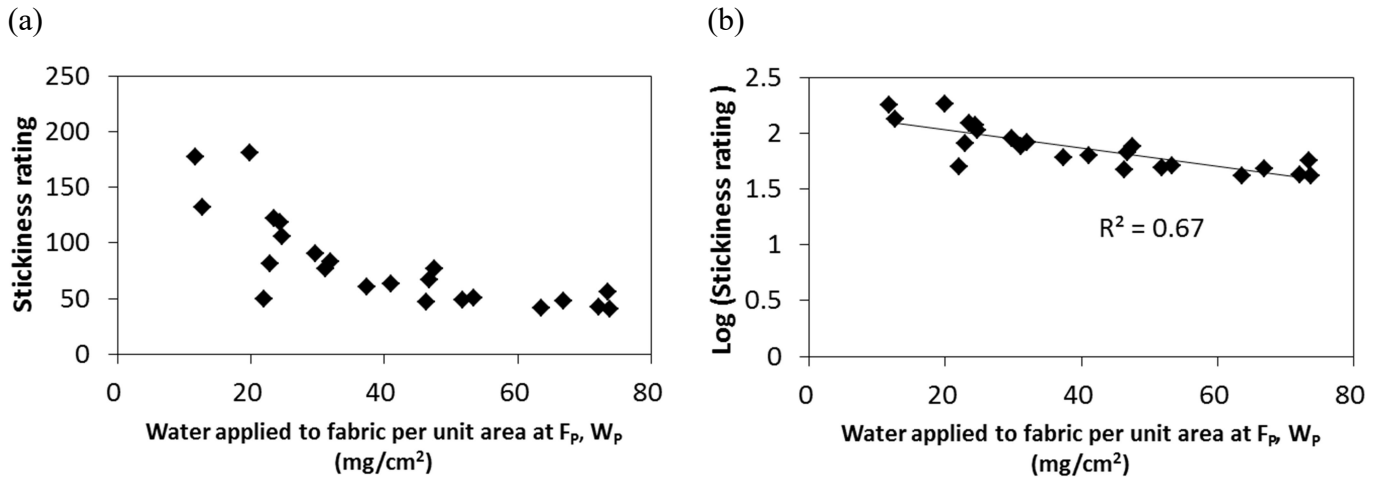 (a)
250
200
150
100
50
0
0 20 40 60 80
Stickiness rating
Water applied to fabric per unit area at Fₚ, Wₚ
(mg/cm²)
(b)
2.5
2
1.5
1
0.5
0
0 20 40 60 80
Log (Stickiness rating )
R² = 0.67
Water applied to fabric per unit area at Fₚ, Wₚ
(mg/cm²)